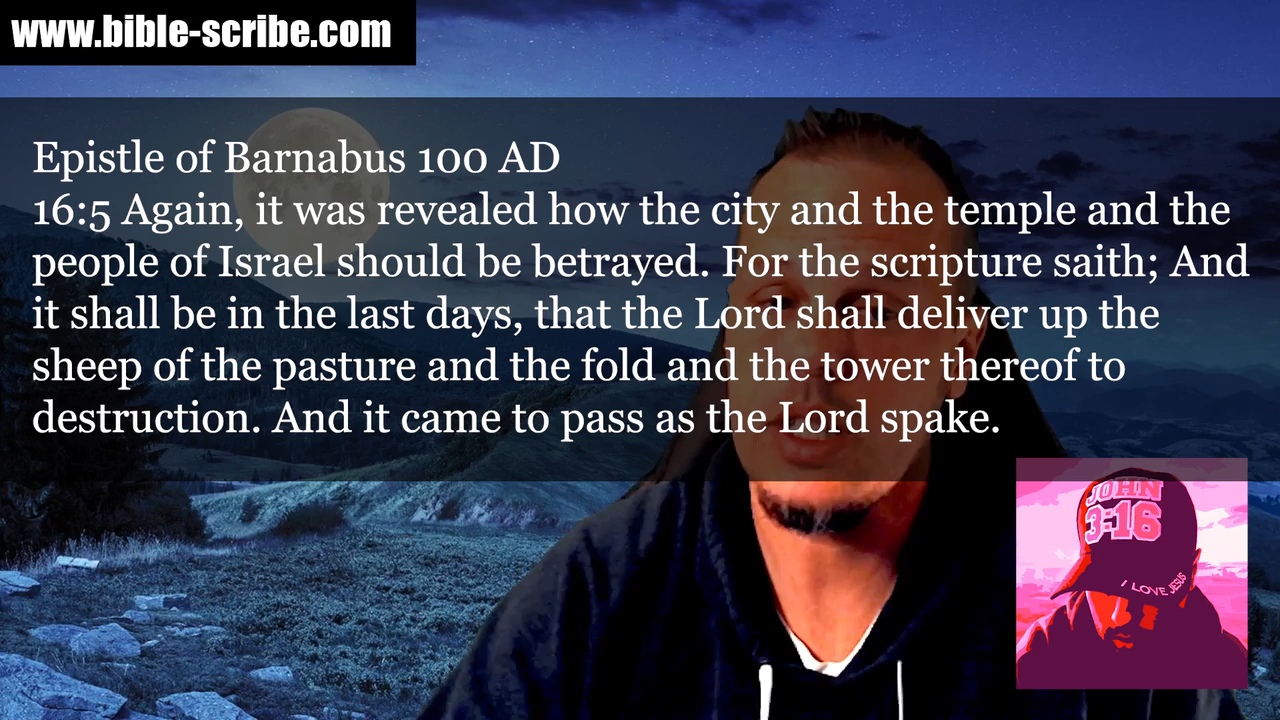 www.bible-scribe.com
Epistle of Barnabus 100 AD
16:5 Again, it was revealed how the city and the temple and the
people of Israel should be betrayed. For the scripture saith; And
it shall be in the last days, that the Lord shall deliver up the
sheep of the pasture and the fold and the tower thereof to
destruction. And it came to pass as the Lord spake.
JOHN
3:16
I LOVE JESUS